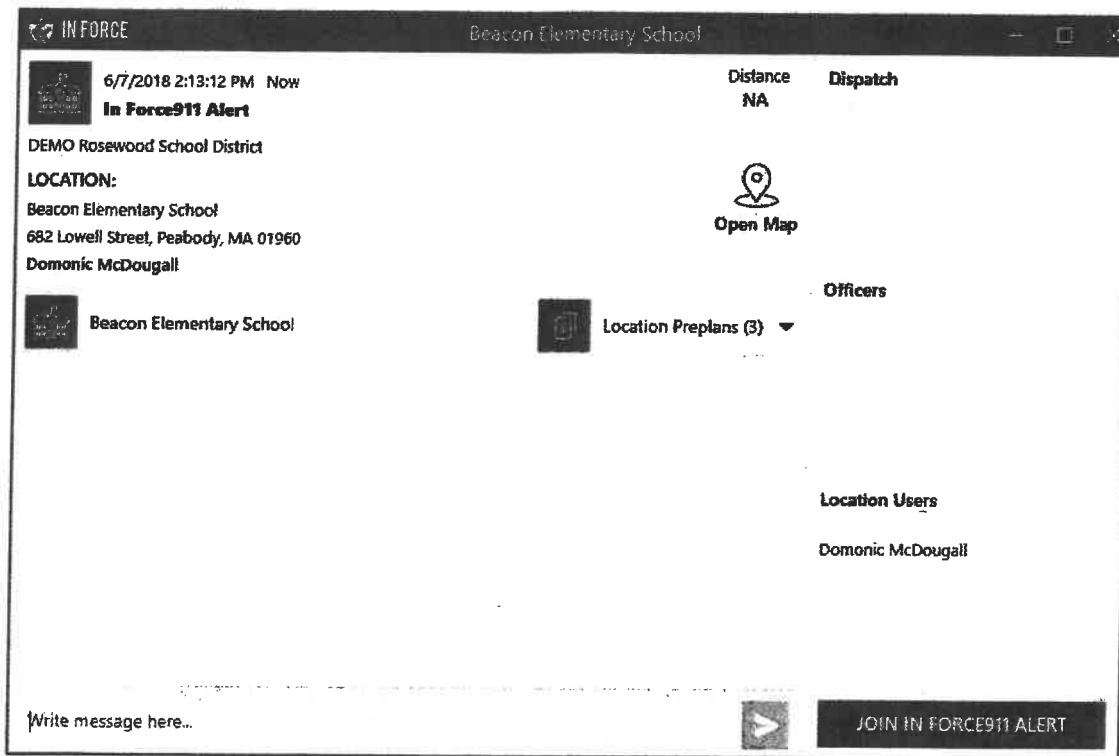 IN FORCE
Beacon Elementary School
6/7/2018 2:13:12 PM Now
In Force911 Alert
DEMO Rosewood School District
LOCATION:
Beacon Elementary School
682 Lowell Street, Peabody, MA 01960
Domonic McDougall
Beacon Elementary School
Distance
NA
Open Map
Location Preplans (3)
Dispatch
Officers
Location Users
Domonic McDougall
Write message here...
JOIN IN FORCE911 ALERT